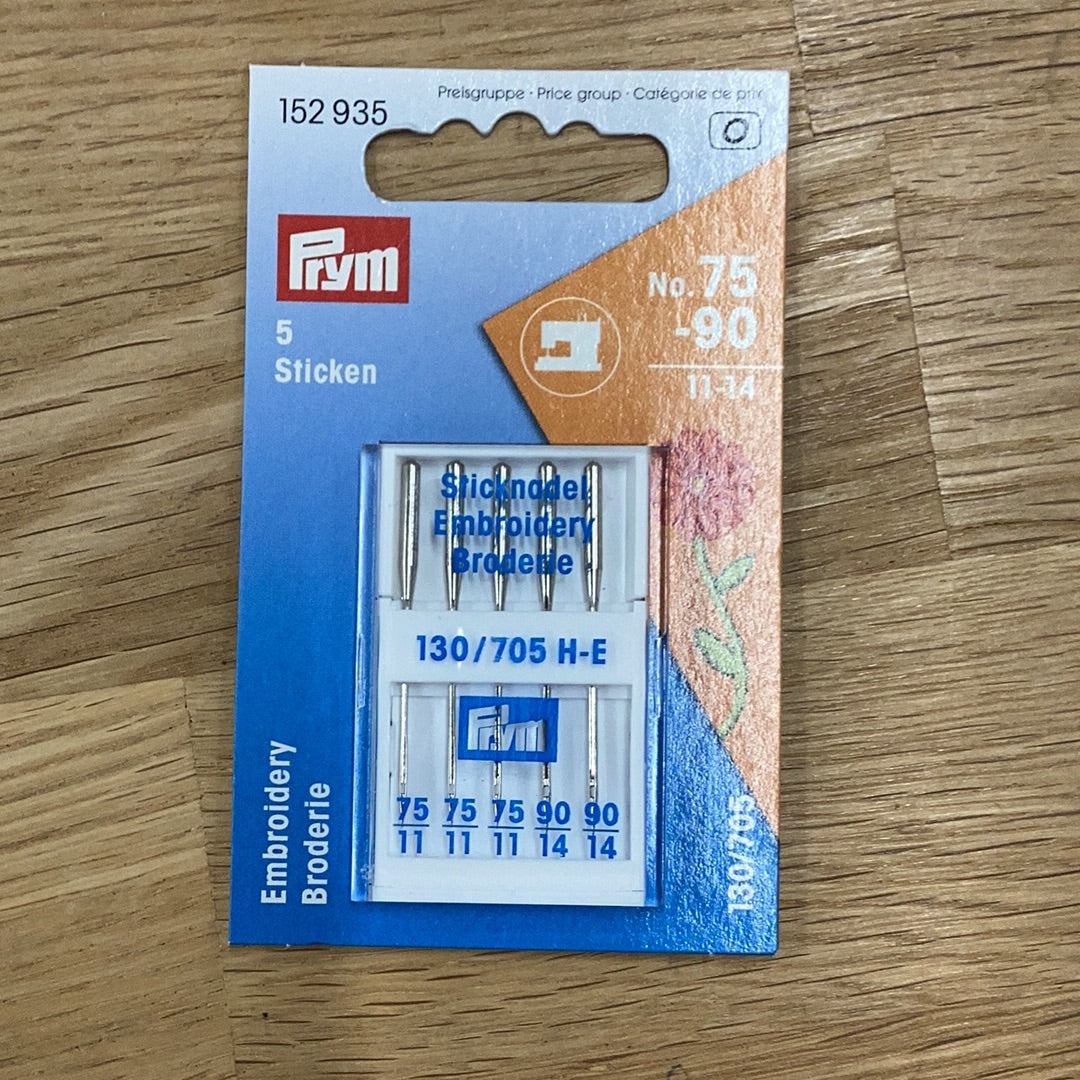 152 935
Preisgruppe · Price group · Catégorie de prix
O
Prym
5
Sticken
No. 75
-90
11-14
Sticknadel
Embroidery
Broderie
130/705 H-E
Prym
75 75 75 90 90
11 11 11 14 14
Embroidery
Broderie
130/705